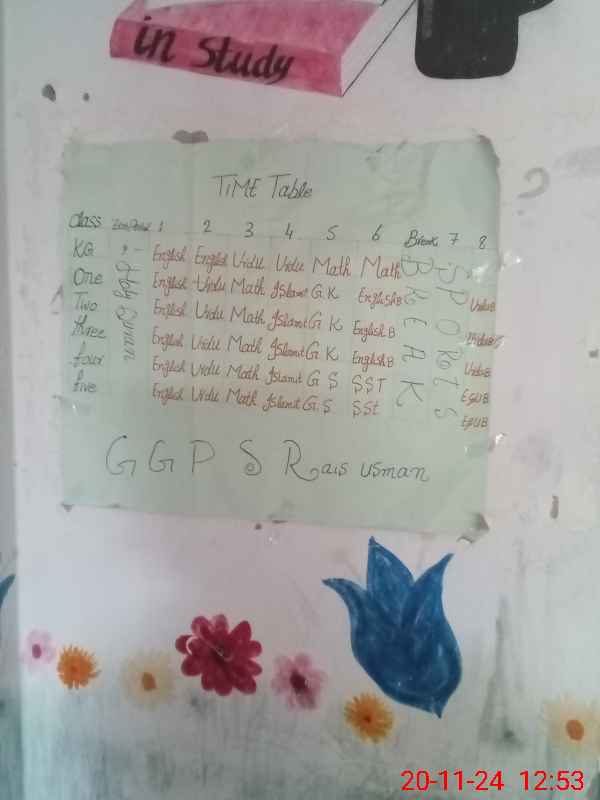 in Study
TiME Table
Class Zero Period 1 2 3 4 5 6 Break 7 8
KG English English Urdu Urdu Math Math
One English Urdu Math Islamit G K English B Urdu B
Two English Urdu Math Islamit G K English B Urdu B
three English Urdu Math Islamit G K English B Urdu B
four English Urdu Math Islamit G S SST
five English Urdu Math Islamit G S SSt
Holy Quran
BREAK
SPORtS
G G P S Rais usman
20-11-24 12:53